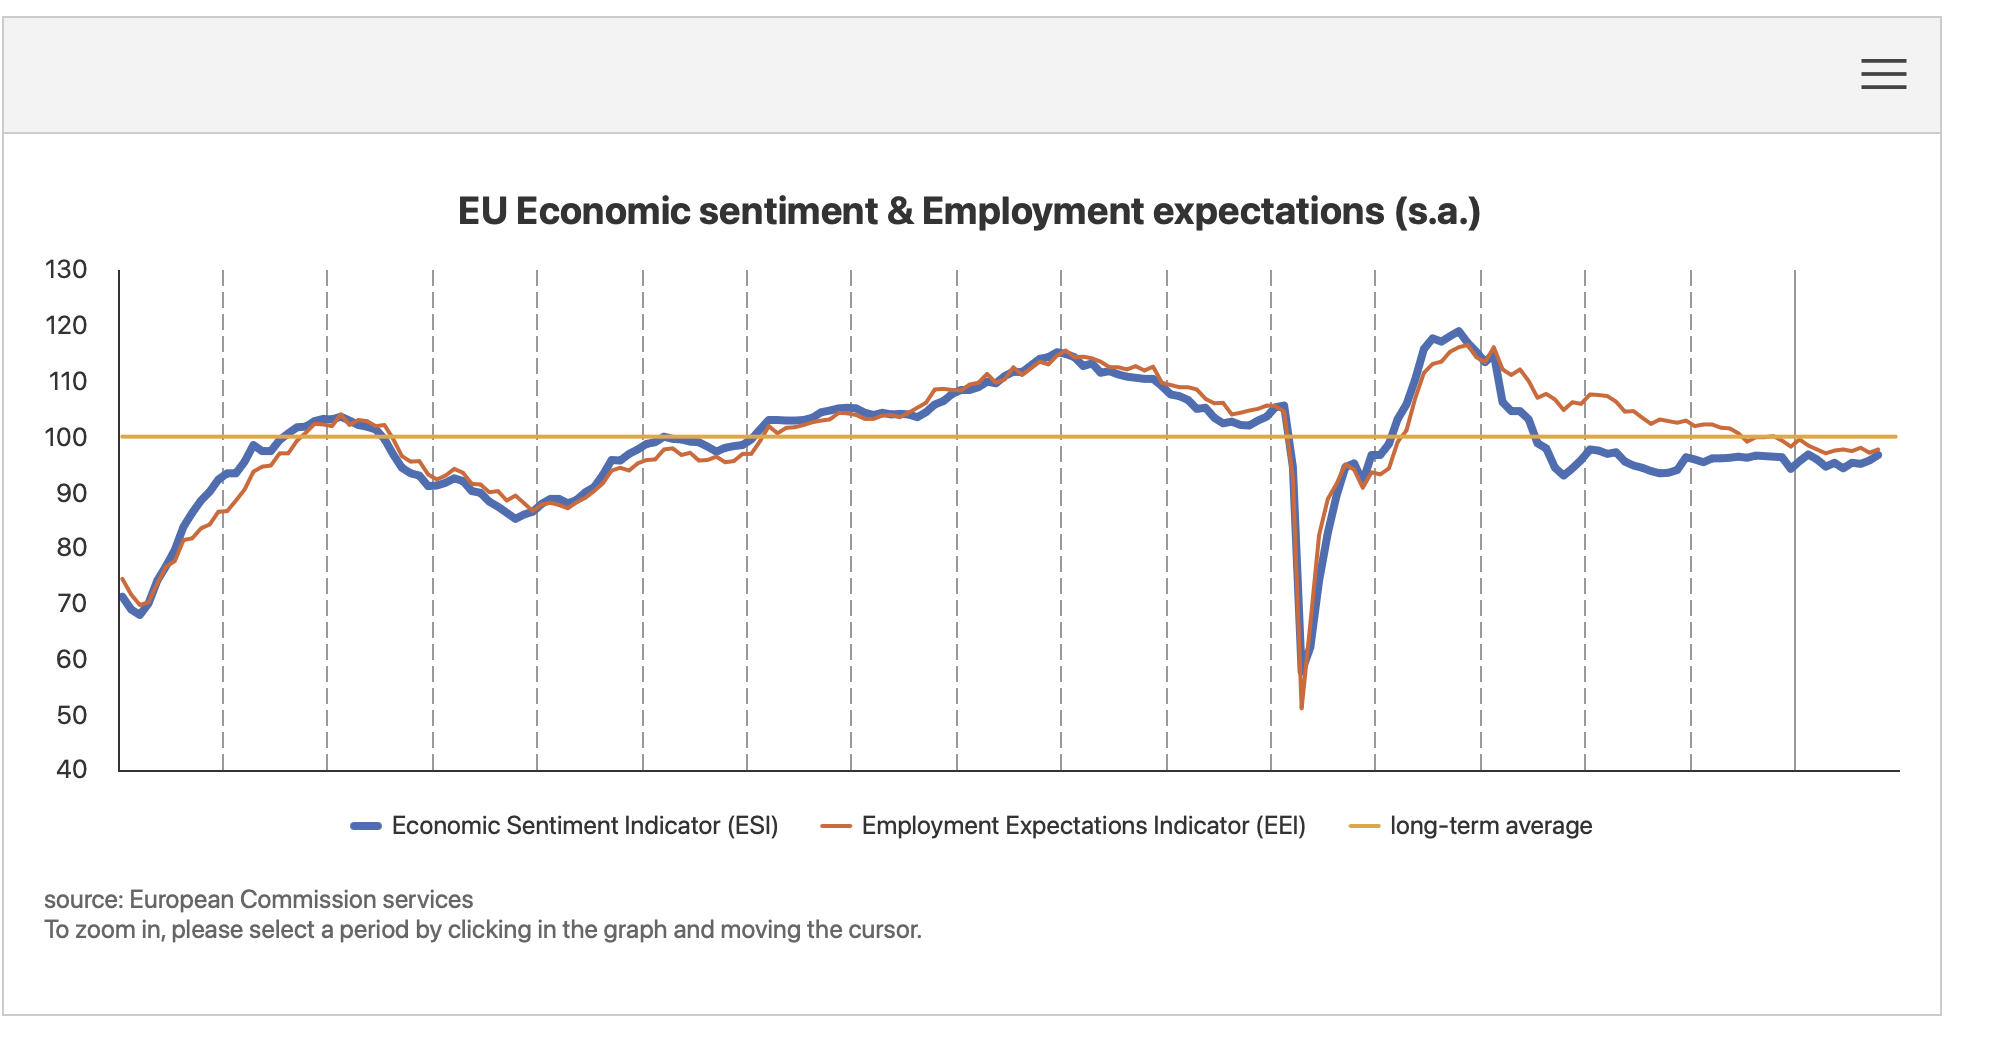 EU Economic sentiment & Employment expectations (s.a.)
130
120
110
100
90
80
70
60
50
40
Economic Sentiment Indicator (ESI) Employment Expectations Indicator (EEI) long-term average
source: European Commission services
To zoom in, please select a period by clicking in the graph and moving the cursor.